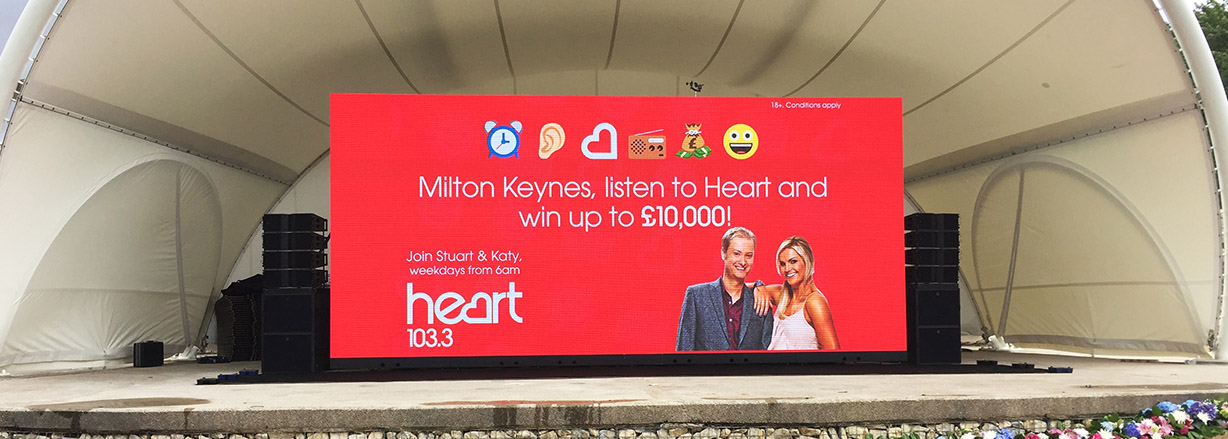 18+. Conditions apply
Milton Keynes, listen to Heart and
win up to £10,000!
Join Stuart & Katy,
weekdays from 6am
heart
103.3